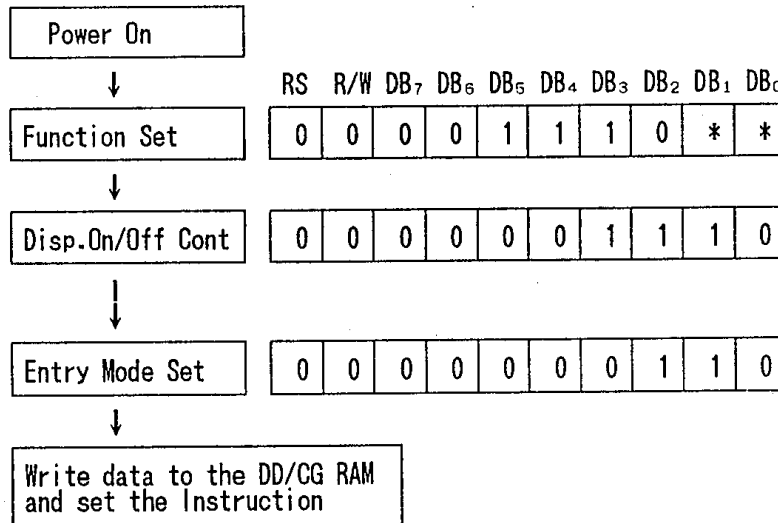 Power On
RS R/W DB₇ DB₆ DB₅ DB₄ DB₃ DB₂ DB₁ DB₀
Function Set 0 0 0 0 1 1 1 0 * *
Disp.On/Off Cont 0 0 0 0 0 0 1 1 1 0
Entry Mode Set 0 0 0 0 0 0 0 1 1 0
Write data to the DD/CG RAM
and set the Instruction